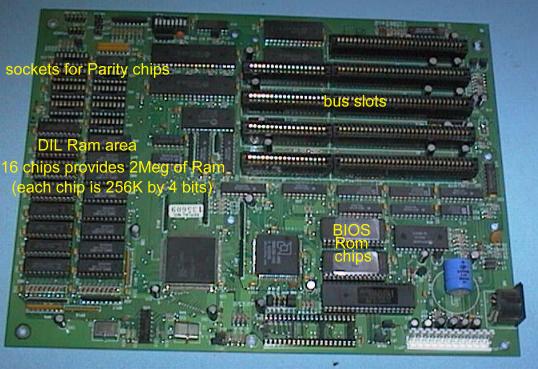 sockets for Parity chips
bus slots
DIL Ram area
16 chips provides 2Meg of Ram
(each chip is 256K by 4 bits)
BIOS
Rom
chips